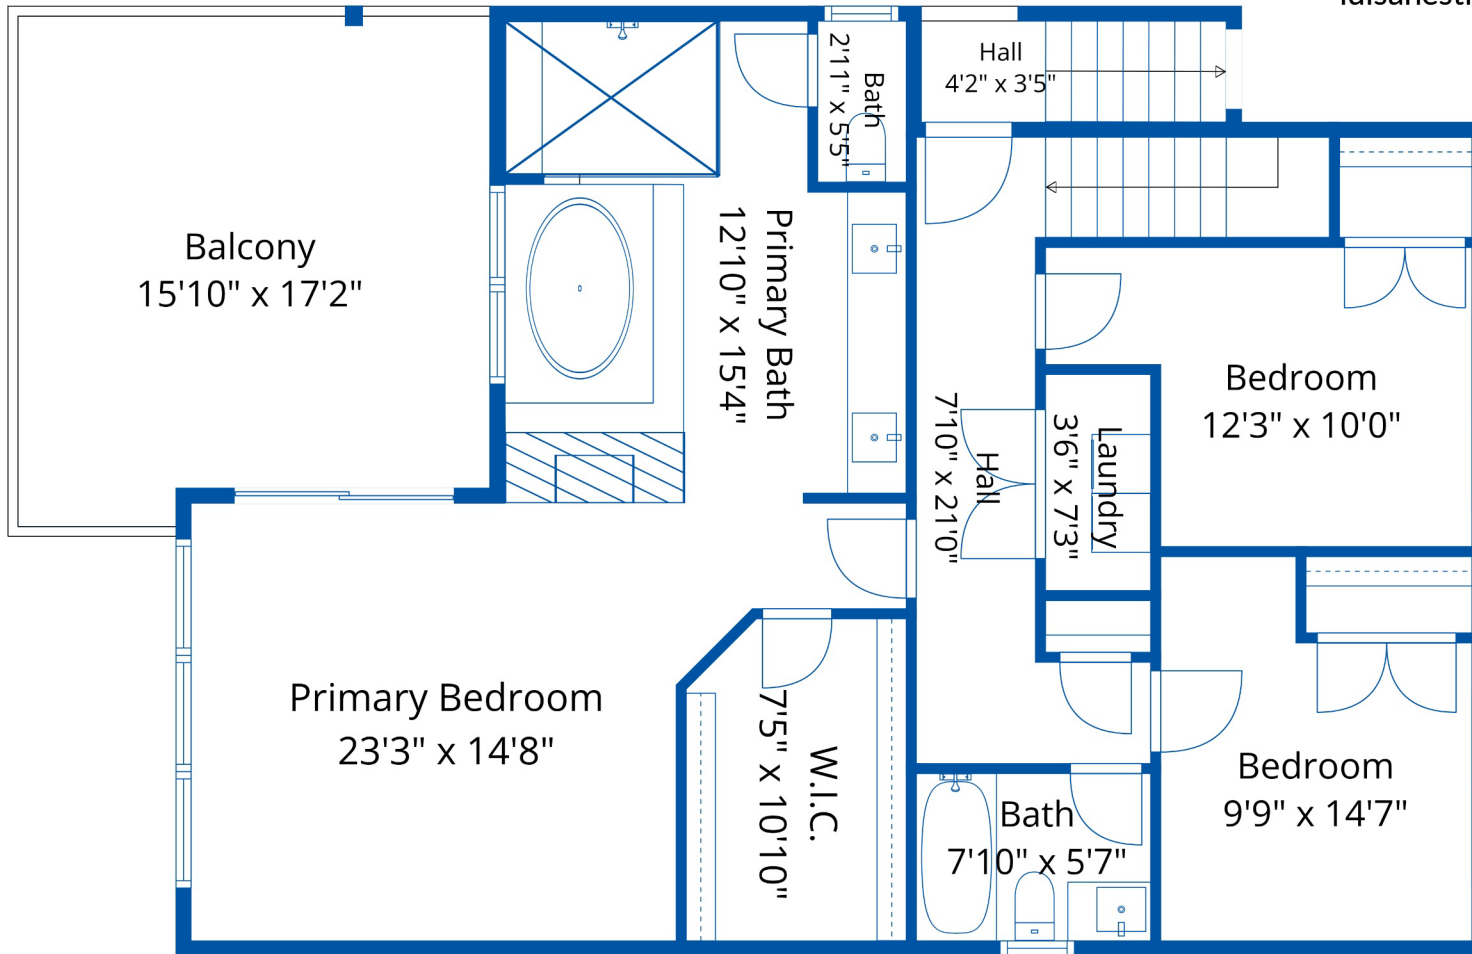 Hall
4'2" x 3'5"
Bath
2'11" x 5'5"
Balcony
15'10" x 17'2"
Primary Bath
12'10" x 15'4"
Bedroom
12'3" x 10'0"
Hall
7'10" x 21'0"
Laundry
3'6" x 7'3"
Primary Bedroom
23'3" x 14'8"
W.I.C.
7'5" x 10'10"
Bedroom
9'9" x 14'7"
Bath
7'10" x 5'7"